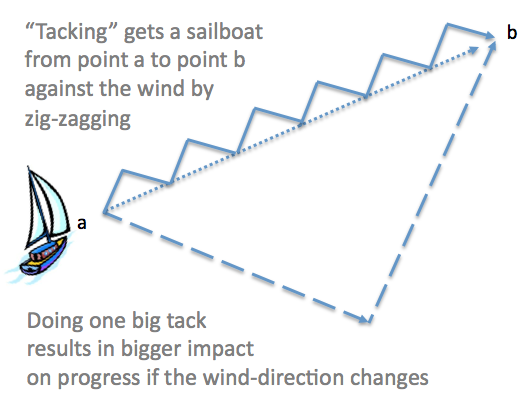 “Tacking” gets a sailboat
from point a to point b
against the wind by
zig-zagging
b
a
Doing one big tack
results in bigger impact
on progress if the wind-direction changes